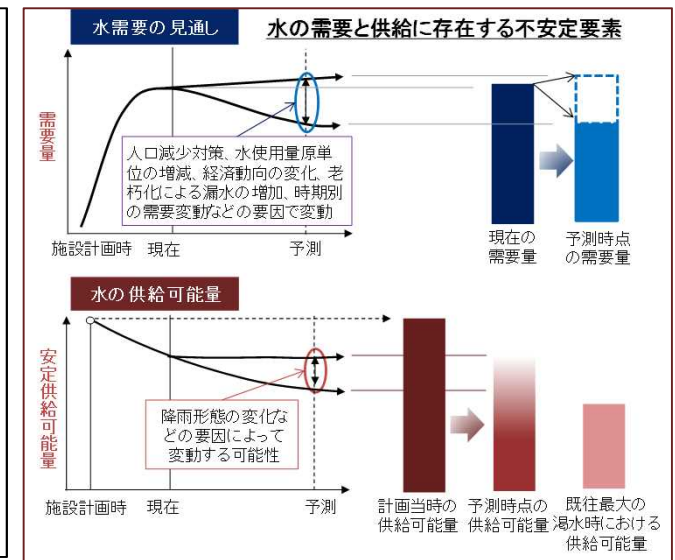 水需要の見通し
水の需要と供給に存在する不安定要素
需要量
人口減少対策、水使用量原単
位の増減、経済動向の変化、老
朽化による漏水の増加、時期別
の需要変動などの要因で変動
施設計画時
現在
予測
現在の
需要量
予測時点
の需要量
水の供給可能量
安定供給可能量
降雨形態の変化な
どの要因によって
変動する可能性
施設計画時
現在
予測
計画当時の
供給可能量
予測時点の
供給可能量
既往最大の
渇水時における
供給可能量